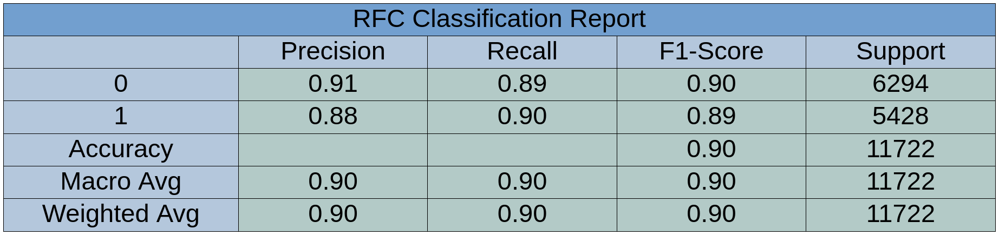 RFC Classification Report
Precision Recall F1-Score Support
0 0.91 0.89 0.90 6294
1 0.88 0.90 0.89 5428
Accuracy 0.90 11722
Macro Avg 0.90 0.90 0.90 11722
Weighted Avg 0.90 0.90 0.90 11722